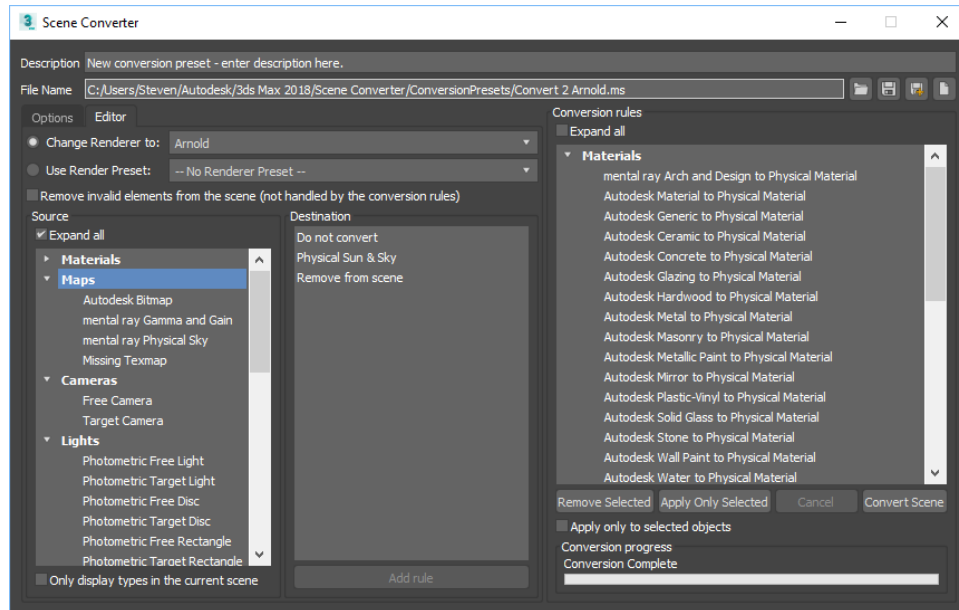 Scene Converter
Description New conversion preset - enter description here.
File Name C:/Users/Steven/Autodesk/3ds Max 2018/Scene Converter/ConversionPresets/Convert 2 Arnold.ms
Options Editor
Change Renderer to: Arnold
Use Render Preset: -- No Renderer Preset --
Remove invalid elements from the scene (not handled by the conversion rules)
Source
Expand all
Materials
Maps
Autodesk Bitmap
mental ray Gamma and Gain
mental ray Physical Sky
Missing Texmap
Cameras
Free Camera
Target Camera
Lights
Photometric Free Light
Photometric Target Light
Photometric Free Disc
Photometric Target Disc
Photometric Free Rectangle
Photometric Target Rectangle
Only display types in the current scene
Destination
Do not convert
Physical Sun & Sky
Remove from scene
Add rule
Conversion rules
Expand all
Materials
mental ray Arch and Design to Physical Material
Autodesk Material to Physical Material
Autodesk Generic to Physical Material
Autodesk Ceramic to Physical Material
Autodesk Concrete to Physical Material
Autodesk Glazing to Physical Material
Autodesk Hardwood to Physical Material
Autodesk Metal to Physical Material
Autodesk Masonry to Physical Material
Autodesk Metallic Paint to Physical Material
Autodesk Mirror to Physical Material
Autodesk Plastic-Vinyl to Physical Material
Autodesk Solid Glass to Physical Material
Autodesk Stone to Physical Material
Autodesk Wall Paint to Physical Material
Autodesk Water to Physical Material
Remove Selected Apply Only Selected Cancel Convert Scene
Apply only to selected objects
Conversion progress
Conversion Complete